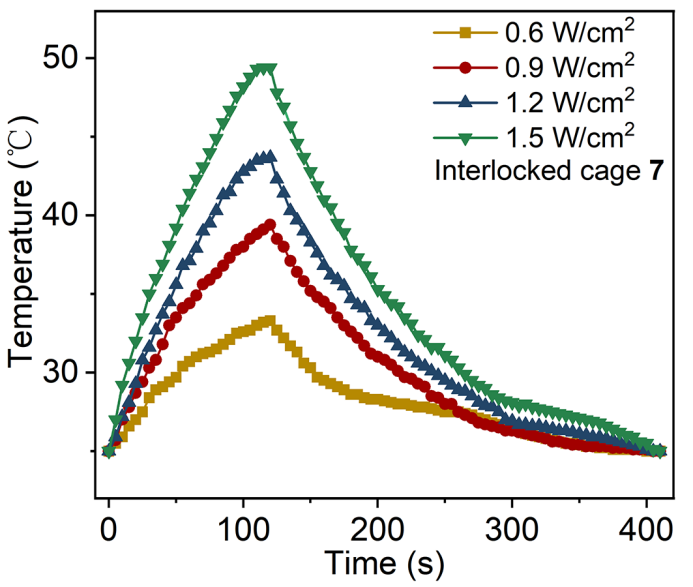 0.6 W/cm²
0.9 W/cm²
1.2 W/cm²
1.5 W/cm²
Interlocked cage 7
Temperature (℃)
50
40
30
0
100
200
300
400
Time (s)